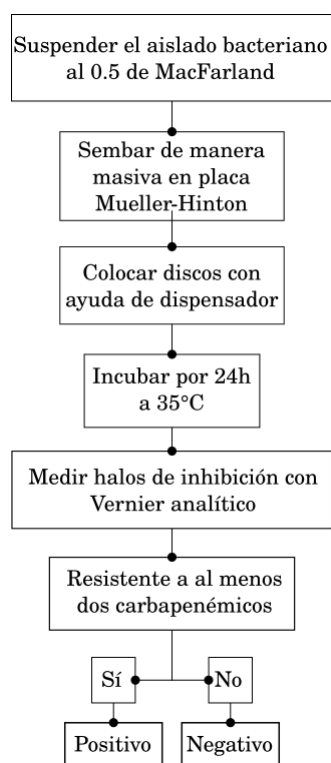 Suspender el aislado bacteriano
al 0.5 de MacFarland
Sembar de manera
masiva en placa
Mueller-Hinton
Colocar discos con
ayuda de dispensador
Incubar por 24h
a 35°C
Medir halos de inhibición con
Vernier analítico
Resistente a al menos
dos carbapenémicos
Sí
No
Positivo
Negativo